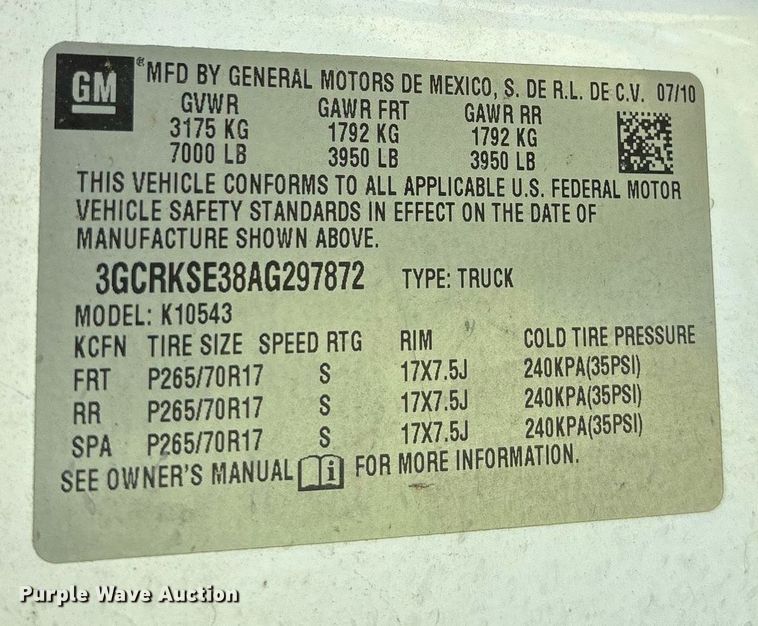 GM ® MFD BY GENERAL MOTORS DE MEXICO, S. DE R.L. DE C.V. 07/10
GVWR GAWR FRT GAWR RR
3175 KG 1792 KG 1792 KG
7000 LB 3950 LB 3950 LB
THIS VEHICLE CONFORMS TO ALL APPLICABLE U.S. FEDERAL MOTOR
VEHICLE SAFETY STANDARDS IN EFFECT ON THE DATE OF
MANUFACTURE SHOWN ABOVE.
3GCRKSE38AG297872 TYPE: TRUCK
MODEL: K10543
KCFN TIRE SIZE SPEED RTG RIM COLD TIRE PRESSURE
FRT P265/70R17 S 17X7.5J 240KPA(35PSI)
RR P265/70R17 S 17X7.5J 240KPA(35PSI)
SPA P265/70R17 S 17X7.5J 240KPA(35PSI)
SEE OWNER'S MANUAL i FOR MORE INFORMATION.
Purple Wave Auction